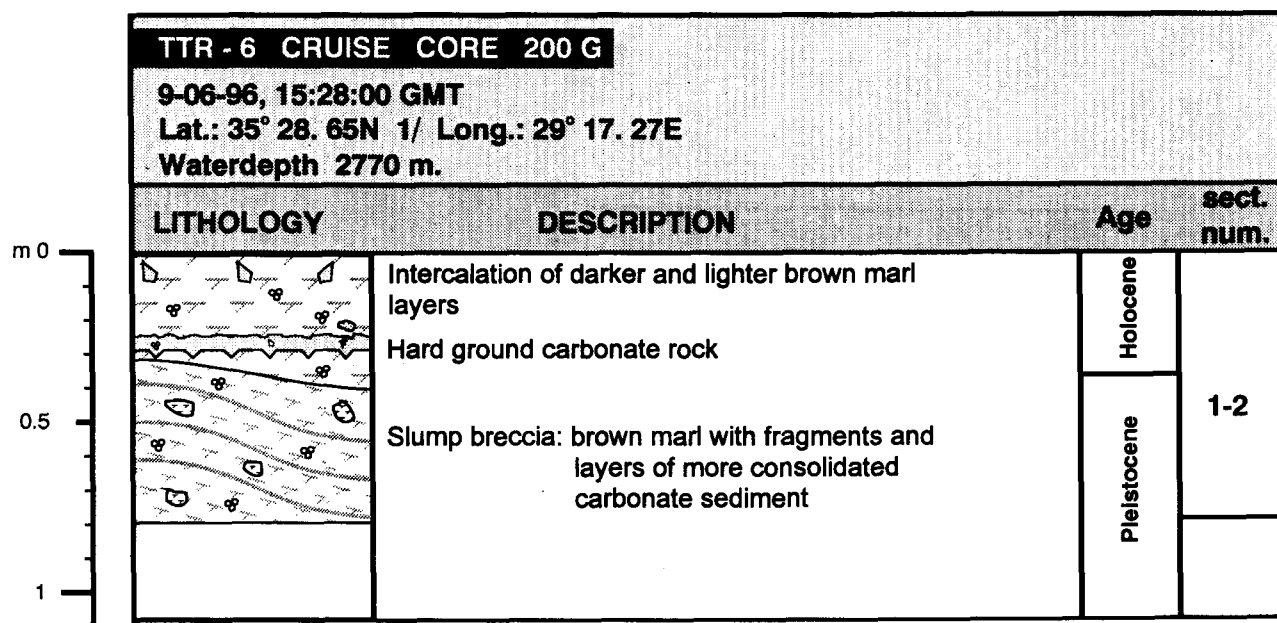 TTR - 6 CRUISE CORE 200 G
9-06-96, 15:28:00 GMT
Lat.: 35° 28. 65N 1/ Long.: 29° 17. 27E
Waterdepth 2770 m.
LITHOLOGY DESCRIPTION Age sect. num.
m 0
Intercalation of darker and lighter brown marl
layers
Hard ground carbonate rock
Holocene
0.5
Slump breccia: brown marl with fragments and
layers of more consolidated
carbonate sediment
Pleistocene
1-2
1